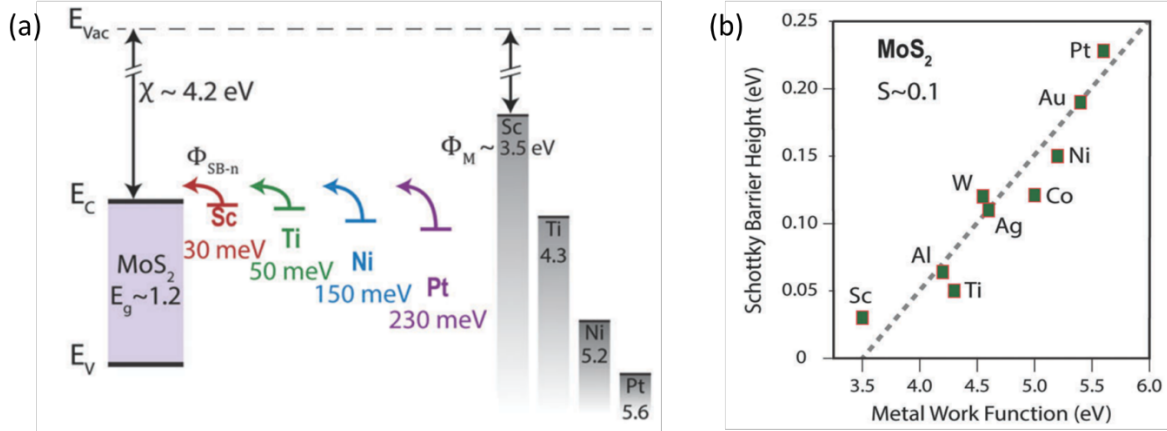 (a)
E_Vac
χ ~ 4.2 eV
Φ_SB-n
E_C
MoS₂
E_g~1.2
E_V
Sc
30 meV
Ti
50 meV
Ni
150 meV
Pt
230 meV
Sc
Φ_M ~ 3.5 eV
Ti
4.3
Ni
5.2
Pt
5.6
(b)
Schottky Barrier Height (eV)
0.25
0.20
0.15
0.10
0.05
0
MoS₂
S~0.1
Pt
Au
Ni
W
Co
Ag
Al
Ti
Sc
3.5 4.0 4.5 5.0 5.5 6.0
Metal Work Function (eV)